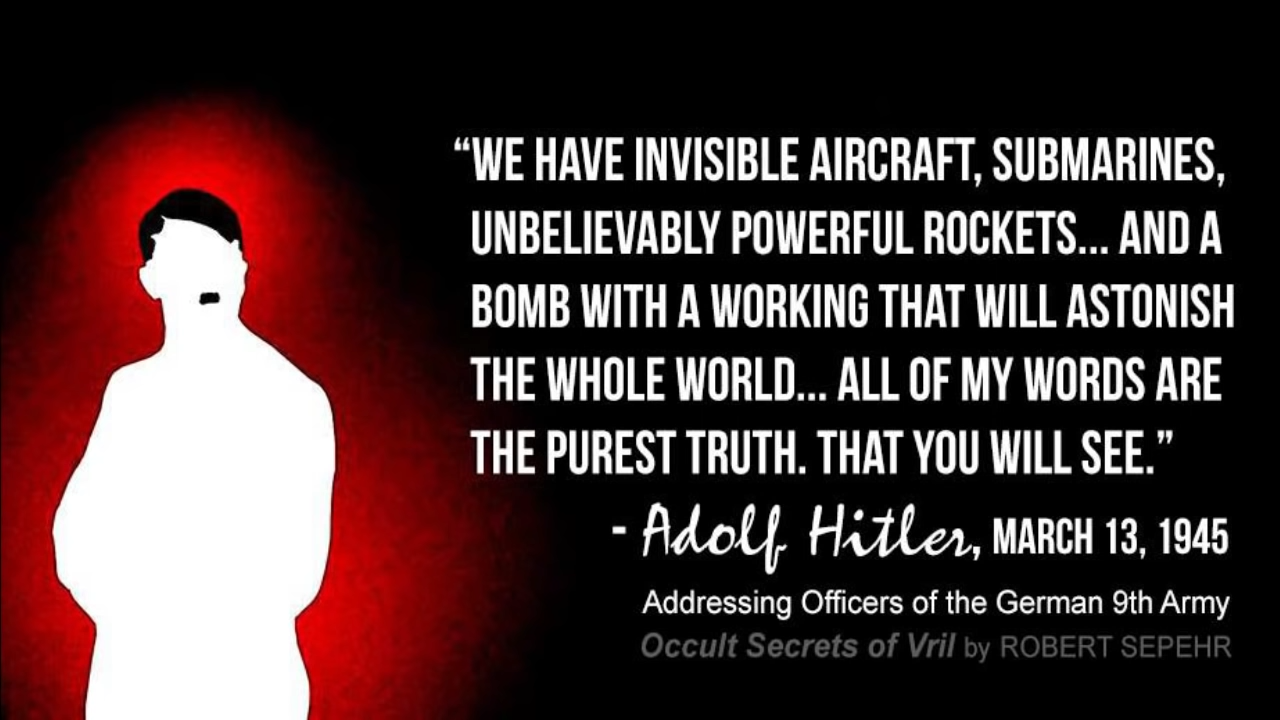 “WE HAVE INVISIBLE AIRCRAFT, SUBMARINES,
UNBELIEVABLY POWERFUL ROCKETS... AND A
BOMB WITH A WORKING THAT WILL ASTONISH
THE WHOLE WORLD... ALL OF MY WORDS ARE
THE PUREST TRUTH. THAT YOU WILL SEE.”
- Adolf Hitler, MARCH 13, 1945
Addressing Officers of the German 9th Army
Occult Secrets of Vril by ROBERT SEPEHR